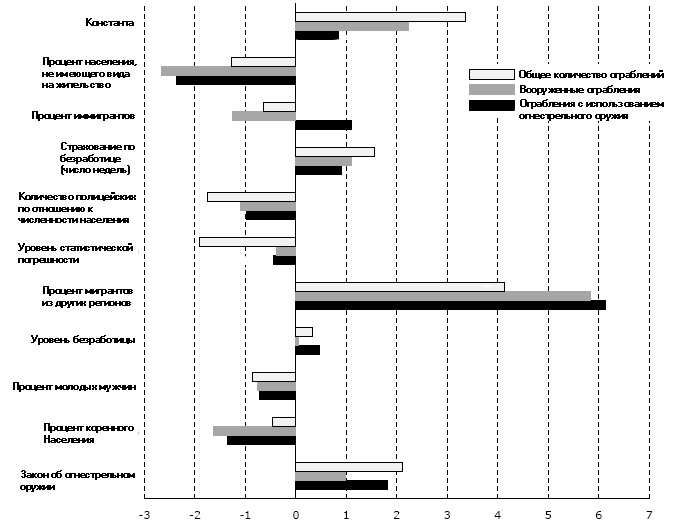 Константа
Процент населения,
не имеющего вида
на жительство
Процент иммигрантов
Страхование по
безработице
(число недель)
Количество полицейских
по отношению к
численности населения
Уровень статистической
погрешности
Процент мигрантов
из других регионов
Уровень безработицы
Процент молодых мужчин
Процент коренного
Населения
Закон об огнестрельном
оружии
Общее количество ограблений
Вооруженные ограбления
Ограбления с использованием
огнестрельного оружия
-3 -2 -1 0 1 2 3 4 5 6 7